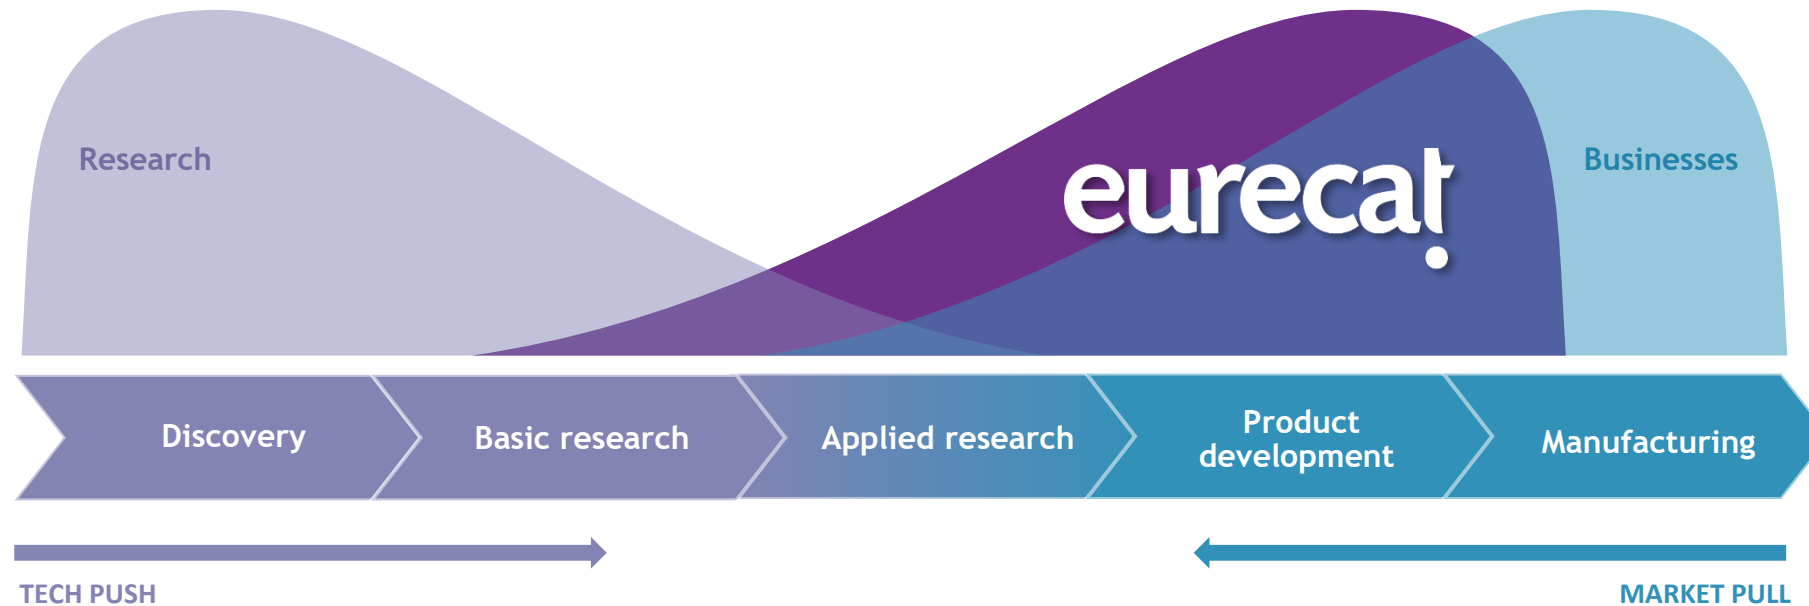 Research
eurecat
Businesses
Discovery
Basic research
Applied research
Product
development
Manufacturing
TECH PUSH
MARKET PULL